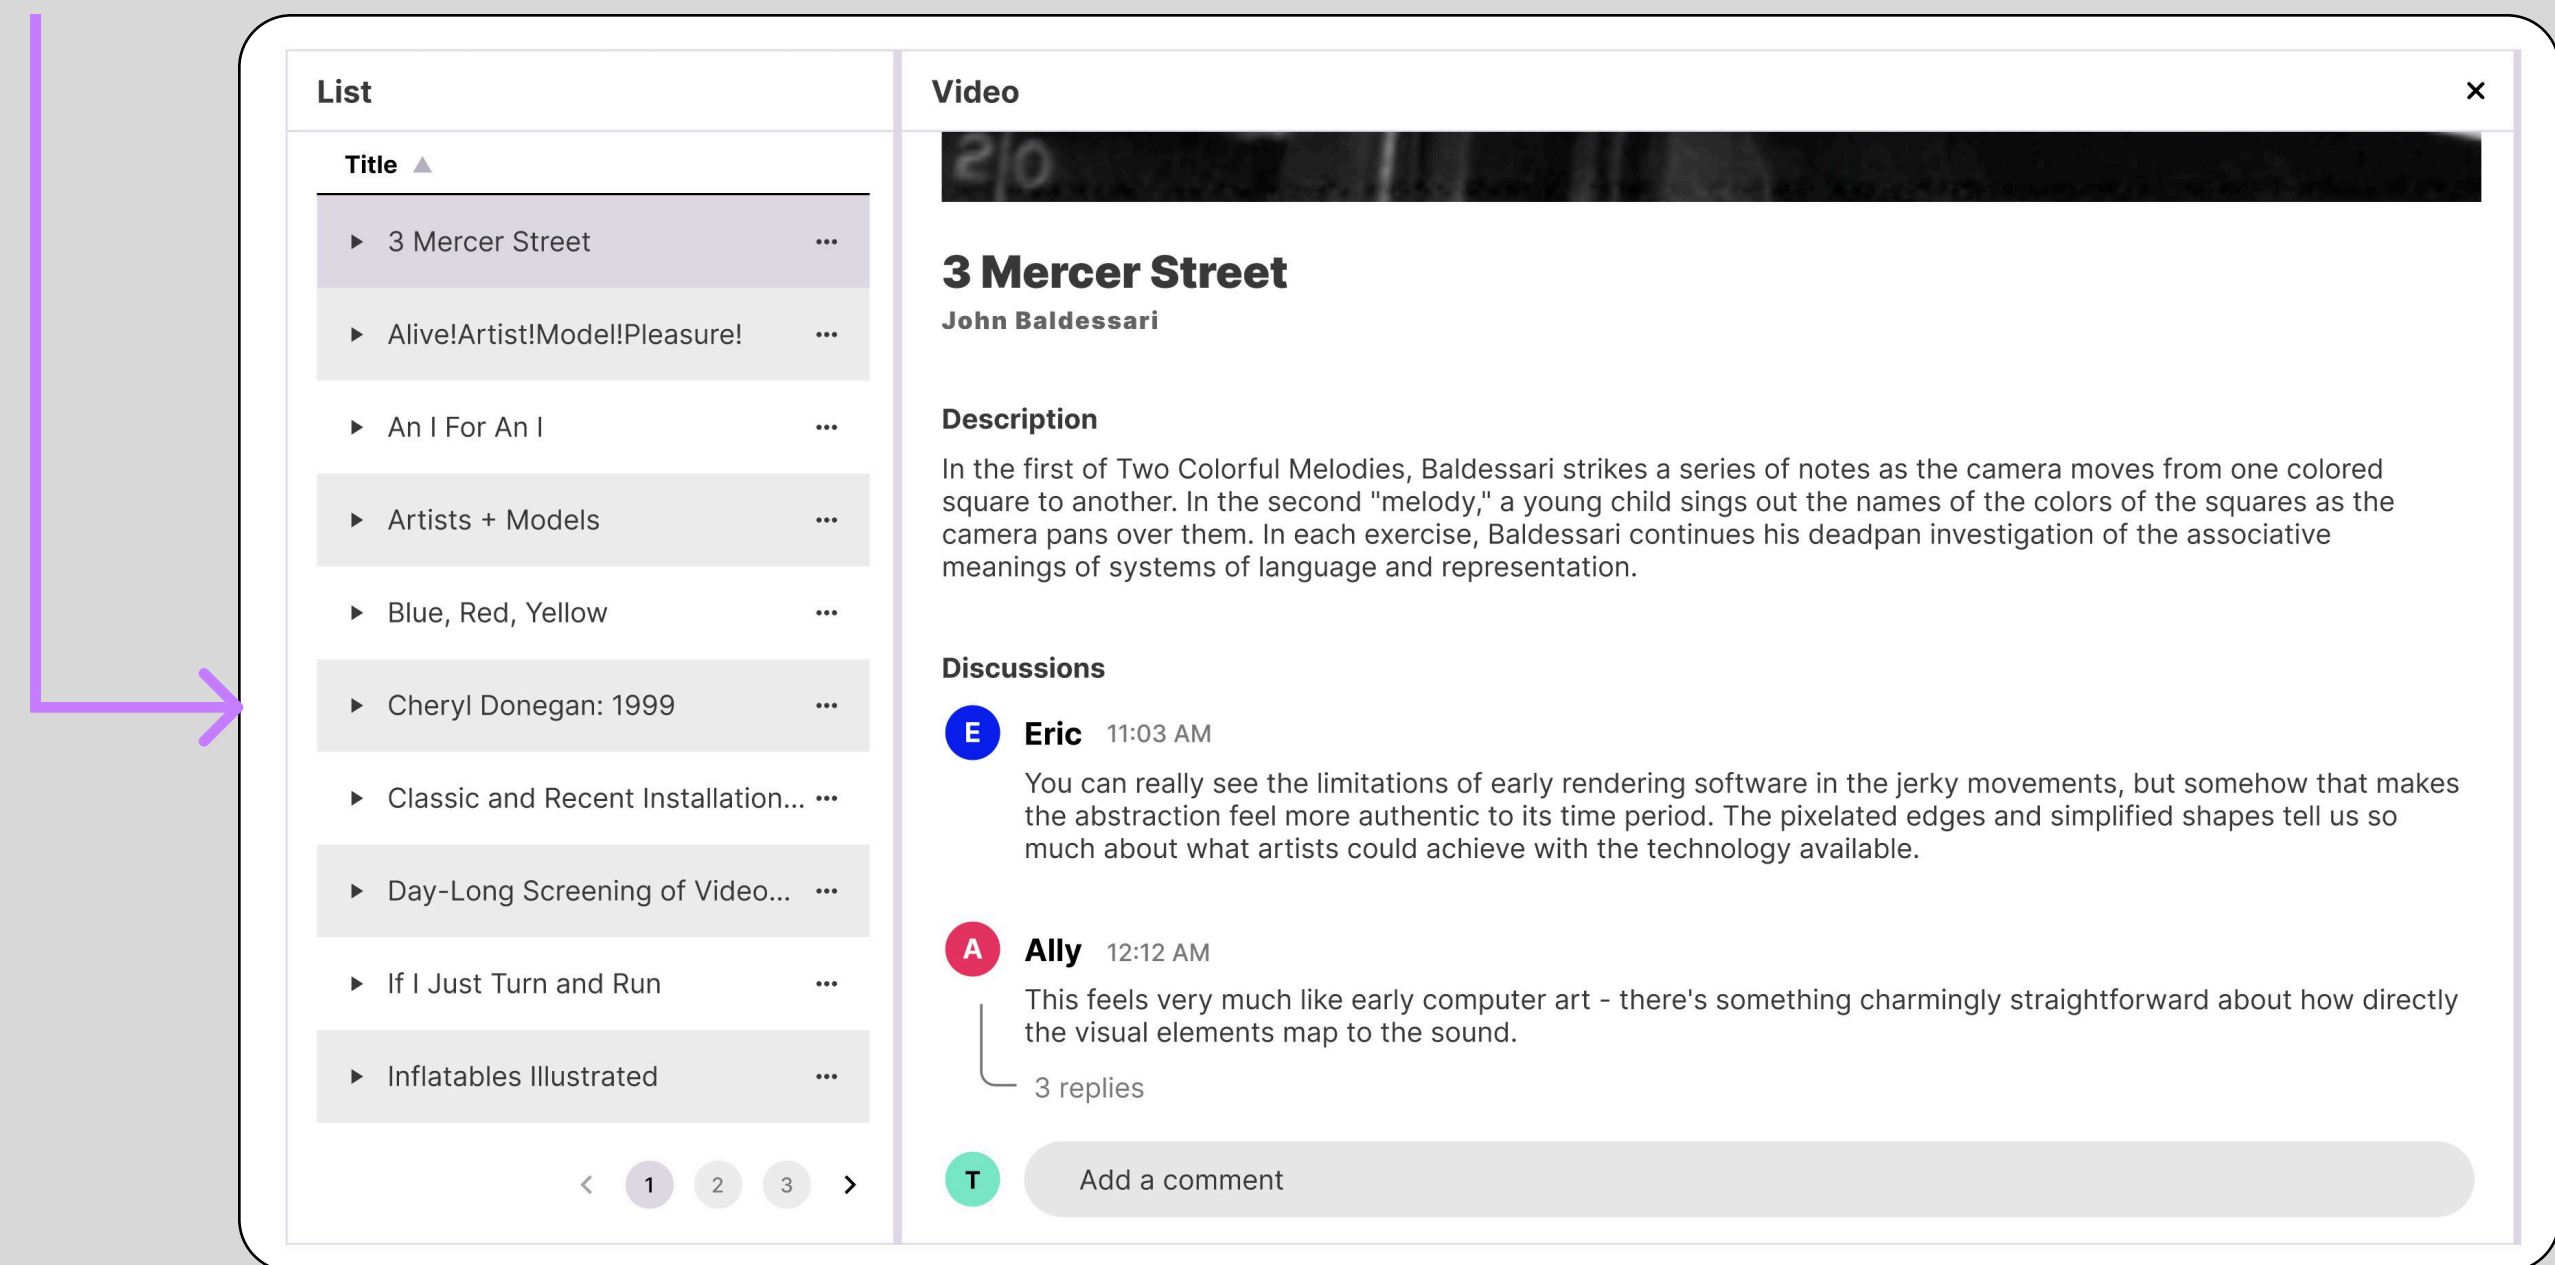 List
Title
3 Mercer Street
Alive!Artist!Model!Pleasure!
An I For An I
Artists + Models
Blue, Red, Yellow
Cheryl Donegan: 1999
Classic and Recent Installation...
Day-Long Screening of Video...
If I Just Turn and Run
Inflatables Illustrated
1 2 3
Video
2|0
3 Mercer Street
John Baldessari
Description
In the first of Two Colorful Melodies, Baldessari strikes a series of notes as the camera moves from one colored
square to another. In the second "melody," a young child sings out the names of the colors of the squares as the
camera pans over them. In each exercise, Baldessari continues his deadpan investigation of the associative
meanings of systems of language and representation.
Discussions
E Eric 11:03 AM
You can really see the limitations of early rendering software in the jerky movements, but somehow that makes
the abstraction feel more authentic to its time period. The pixelated edges and simplified shapes tell us so
much about what artists could achieve with the technology available.
A Ally 12:12 AM
This feels very much like early computer art - there's something charmingly straightforward about how directly
the visual elements map to the sound.
3 replies
T Add a comment